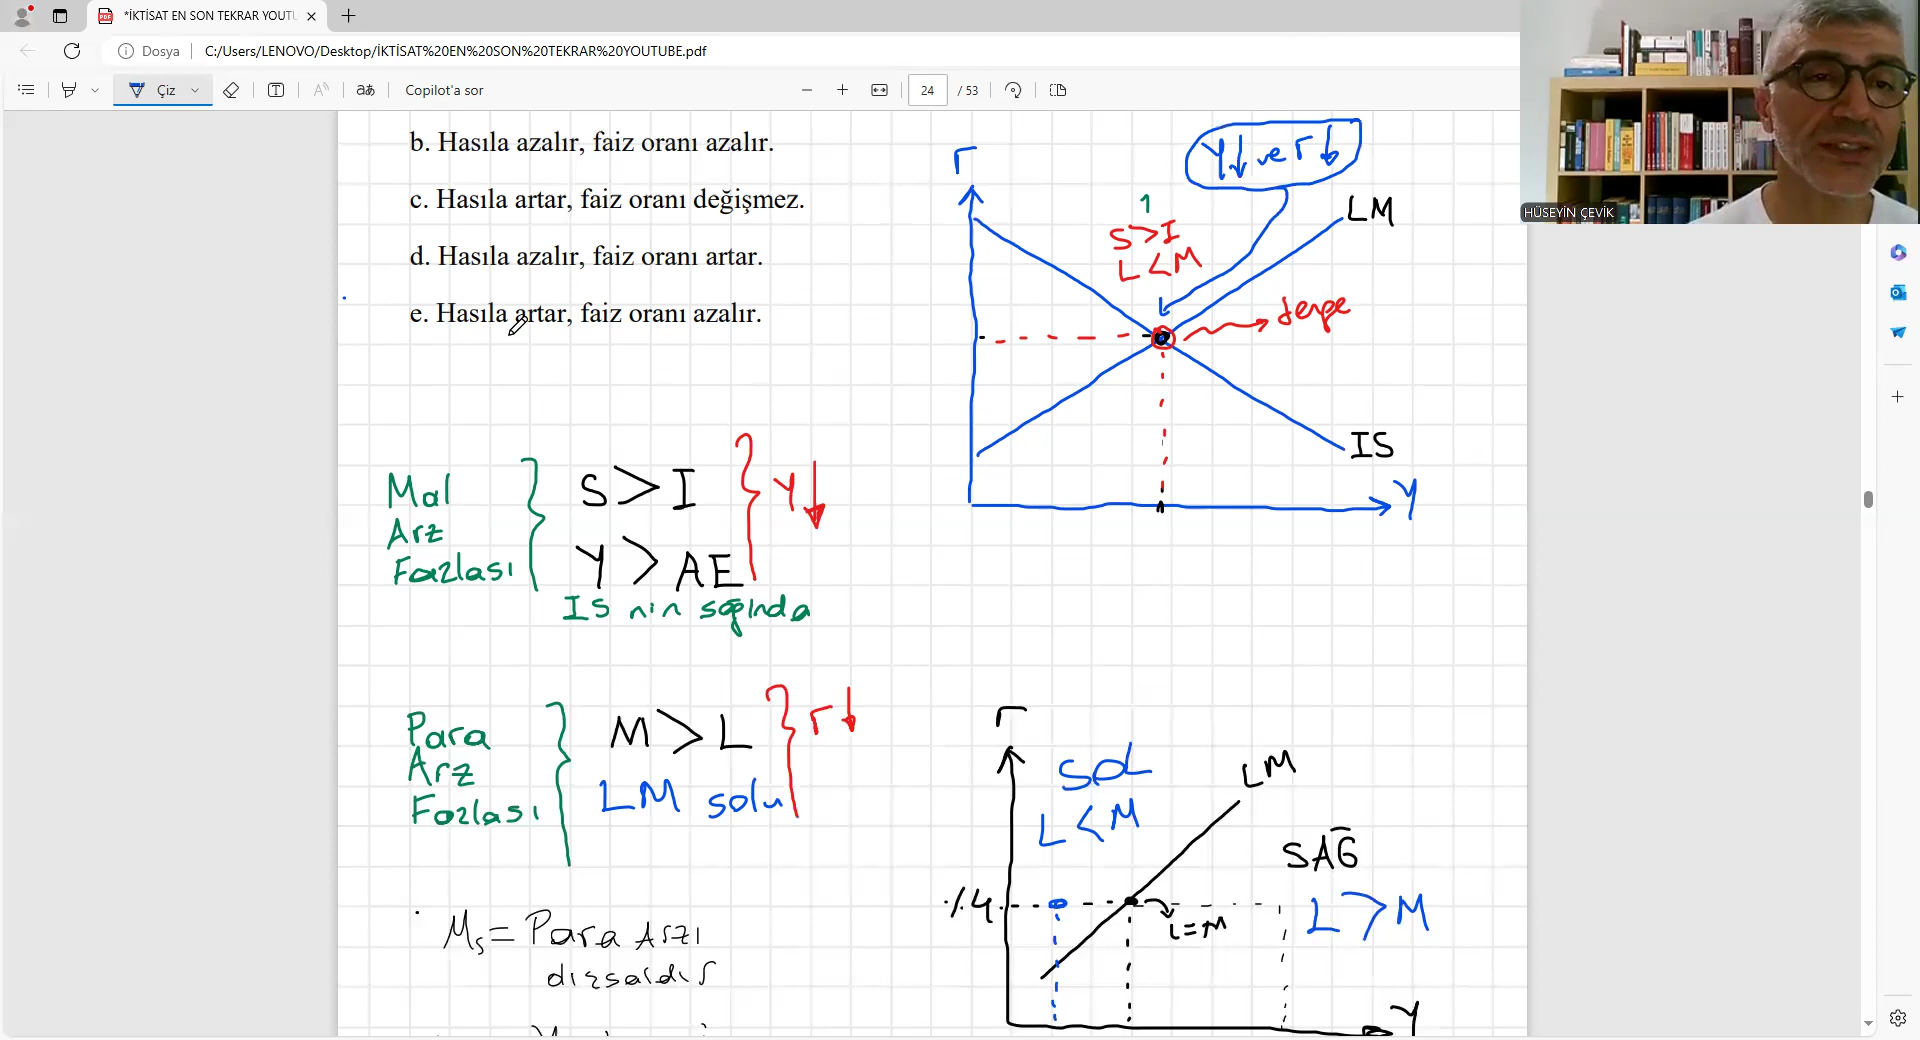 *İKTİSAT EN SON TEKRAR YOUTU
Dosya
C:/Users/LENOVO/Desktop/İKTİSAT%20EN%20SON%20TEKRAR%20YOUTUBE.pdf
Çiz
Copilot'a sor
24 / 53
HÜSEYİN ÇEVİK
b. Hasıla azalır, faiz oranı azalır.
c. Hasıla artar, faiz oranı değişmez.
d. Hasıla azalır, faiz oranı artar.
e. Hasıla artar, faiz oranı azalır.
r
Y↓ ve r↓
1
S>I
L<M
LM
denge
IS
Y
Mal
Arz
Fazlası
S > I
Y > AE
Y↓
IS nin sağında
Para
Arz
Fazlası
M > L
r↓
LM solu
Ms = Para Arzı
dışsaldır
r
SOL
L < M
LM
SAĞ
L > M
%4
L=M
Y